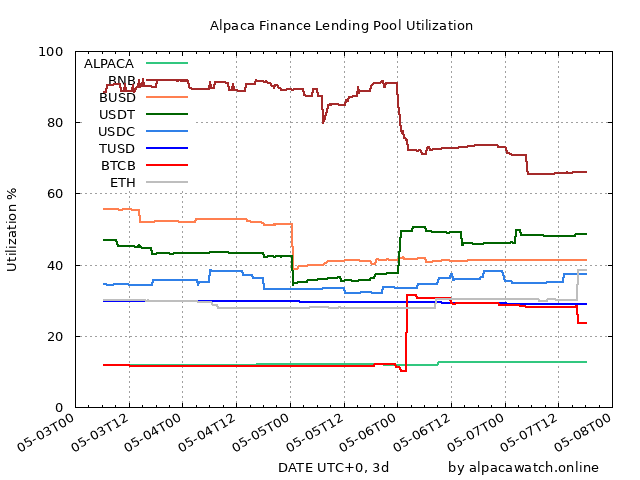 Alpaca Finance Lending Pool Utilization
100
80
60
40
20
0
Utilization %
ALPACA
BNB
BUSD
USDT
USDC
TUSD
BTCB
ETH
05-03T00
05-03T12
05-04T00
05-04T12
05-05T00
05-05T12
05-06T00
05-06T12
05-07T00
05-07T12
05-08T00
DATE UTC+0, 3d
by alpacawatch.online